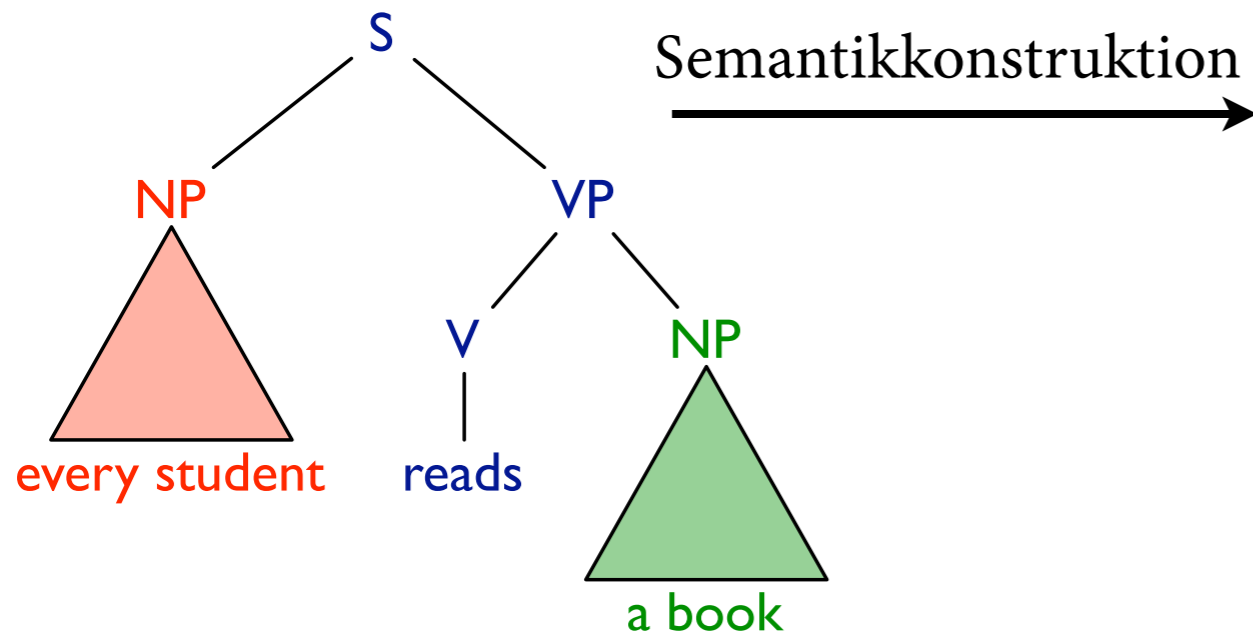 S
Semantikkonstruktion
NP
VP
V
NP
every student
reads
a book